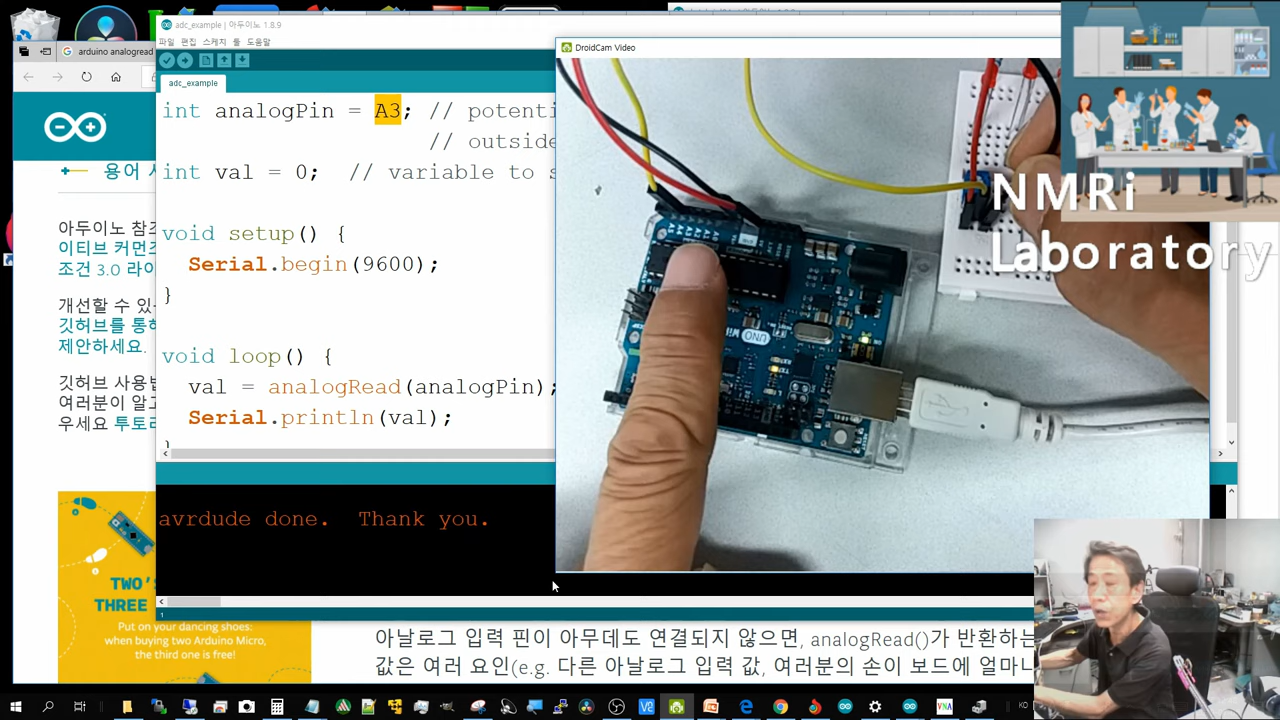 adc_example | 아두이노 1.8.9
파일 편집 스케치 툴 도움말
arduino analogread
adc_example
int analogPin = A3; // potenti
// outside
int val = 0; // variable to s
void setup() {
Serial.begin(9600);
}
void loop() {
val = analogRead(analogPin);
Serial.println(val);
}
avrdude done. Thank you.
1
DroidCam Video
UNO
NMRi
Laboratory
용어
아두이노 참조
이티브 커먼즈
조건 3.0 라이
개선할 수 있
깃허브를 통해
제안하세요.
깃허브 사용법
여러분이 알고
우세요 투토리
TWO'S
THREE
Put on your dancing shoes:
when buying two Arduino Micro,
the third one is free!
아날로그 입력 핀이 아무데도 연결되지 않으면, analogRead()가 반환하는
값은 여러 요인(e.g. 다른 아날로그 입력 값, 여러분의 손이 보드에 얼마나
KO